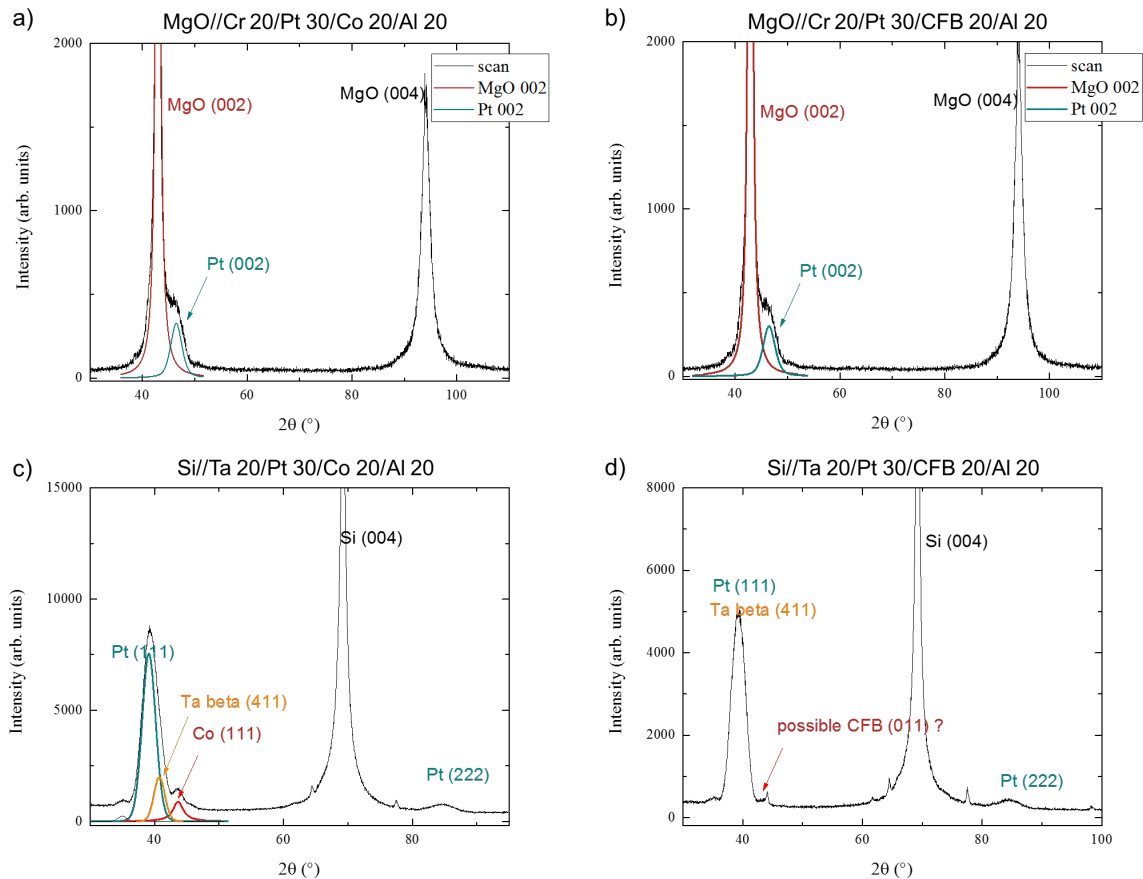 a)
MgO//Cr 20/Pt 30/Co 20/Al 20
2000
1000
0
40
60
80
100
Intensity (arb. units)
2θ (°)
scan
MgO 002
Pt 002
MgO (002)
MgO (004)
Pt (002)
b)
MgO//Cr 20/Pt 30/CFB 20/Al 20
2000
1000
0
40
60
80
100
Intensity (arb. units)
2θ (°)
scan
MgO 002
Pt 002
MgO (002)
MgO (004)
Pt (002)
c)
Si//Ta 20/Pt 30/Co 20/Al 20
15000
10000
5000
0
40
60
80
Intensity (arb. units)
2θ (°)
Si (004)
Pt (111)
Ta beta (411)
Co (111)
Pt (222)
d)
Si//Ta 20/Pt 30/CFB 20/Al 20
8000
6000
4000
2000
0
40
60
80
100
Intensity (arb. units)
2θ (°)
Si (004)
Pt (111)
Ta beta (411)
possible CFB (011) ?
Pt (222)